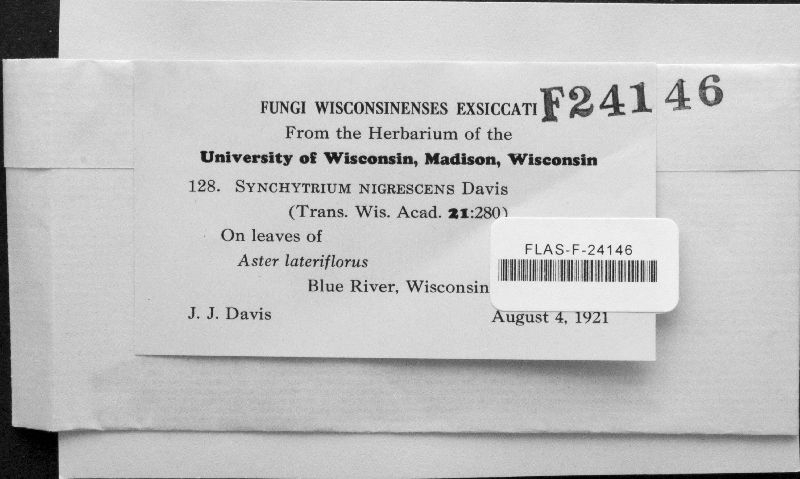 FUNGI WISCONSINENSES EXSICCATI F24146
From the Herbarium of the
University of Wisconsin, Madison, Wisconsin
128. SYNCHYTRIUM NIGRESCENS Davis
(Trans. Wis. Acad. 21:280)
On leaves of
Aster lateriflorus
FLAS-F-24146
Blue River, Wisconsin
J. J. Davis August 4, 1921